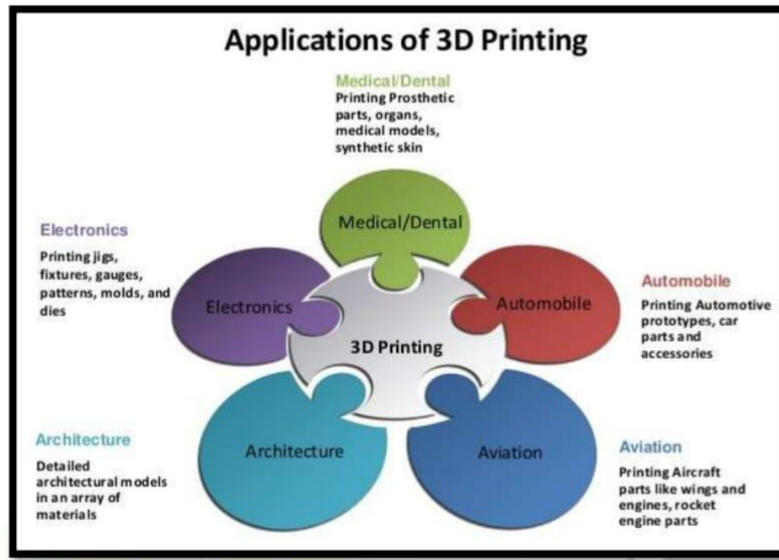 Applications of 3D Printing
Medical/Dental
Printing Prosthetic
parts, organs,
medical models,
synthetic skin
Medical/Dental
Electronics
Printing jigs,
fixtures, gauges,
patterns, molds, and
dies
Electronics
Automobile
Automobile
Printing Automotive
prototypes, car
parts and
accessories
3D Printing
Architecture
Detailed
architectural models
in an array of
materials
Architecture
Aviation
Aviation
Printing Aircraft
parts like wings and
engines, rocket
engine parts